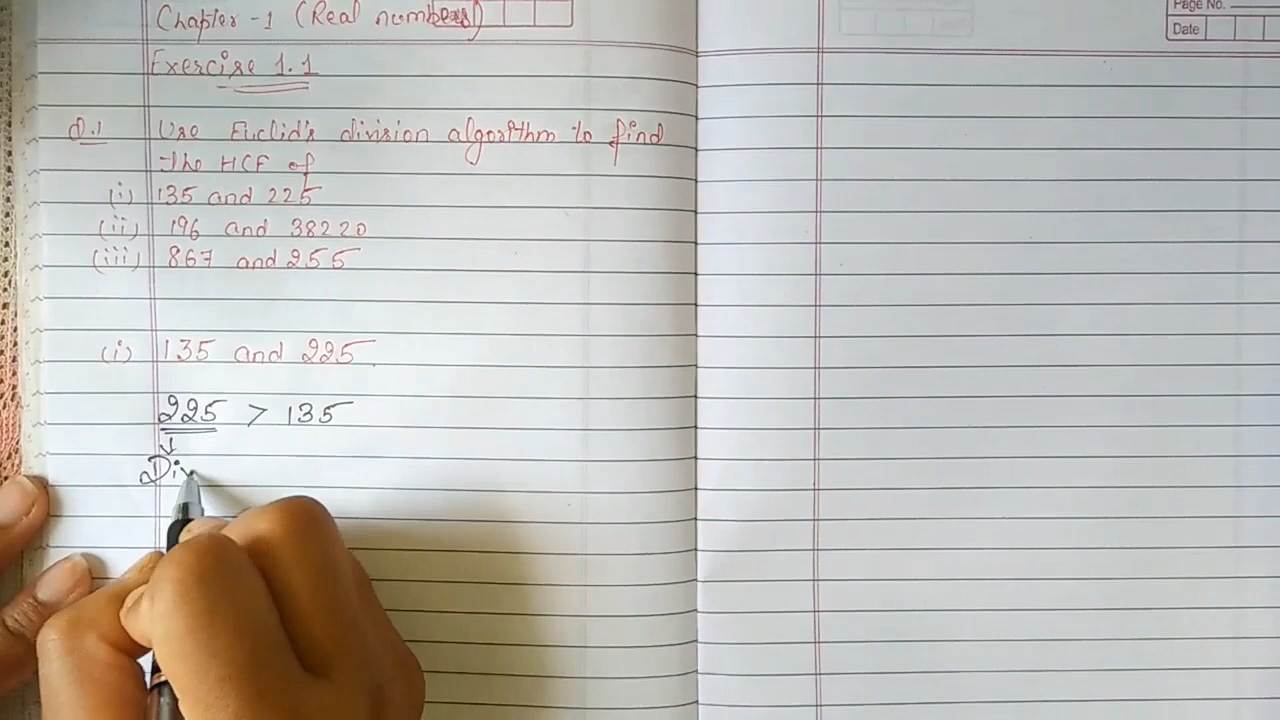 Chapter - 1 (Real numbers)
Page No.
Date
Exercise 1.1
Q.1 Use Euclid's division algorithm to find
The HCF of
(i) 135 and 225
(ii) 196 and 38220
(iii) 867 and 255
(i) 135 and 225
225 > 135
↓
Div